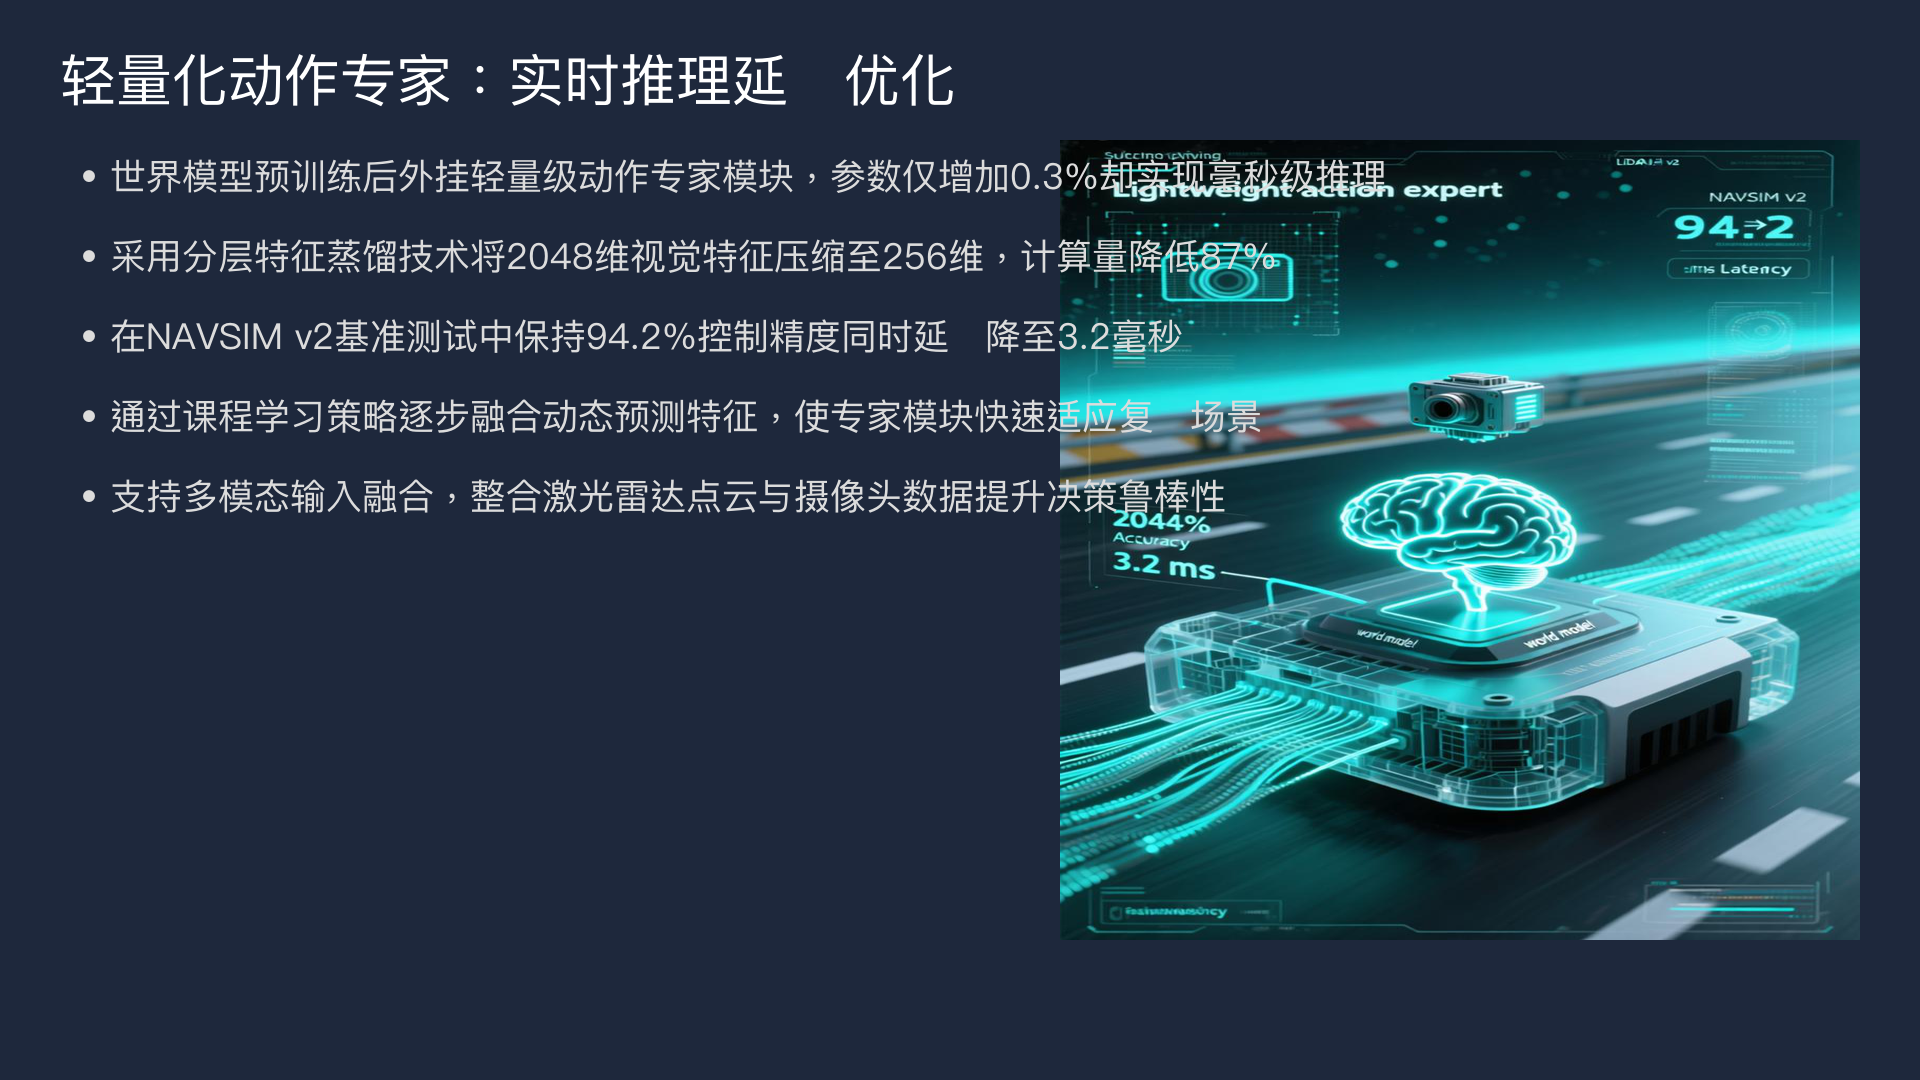 轻量化动作专家：实时推理延　优化
• 世界模型预训练后外挂轻量级动作专家模块，参数仅增加0.3%却实现毫秒级推理
• 采用分层特征蒸馏技术将2048维视觉特征压缩至256维，计算量降低87%
• 在NAVSIM v2基准测试中保持94.2%控制精度同时延　降至3.2毫秒
• 通过课程学习策略逐步融合动态预测特征，使专家模块快速适应复　场景
• 支持多模态输入融合，整合激光雷达点云与摄像头数据提升决策鲁棒性
Lightweight action expert
NAVSIM v2
94.2
Latency
2044%
Accuracy
3.2 ms
world model
world model